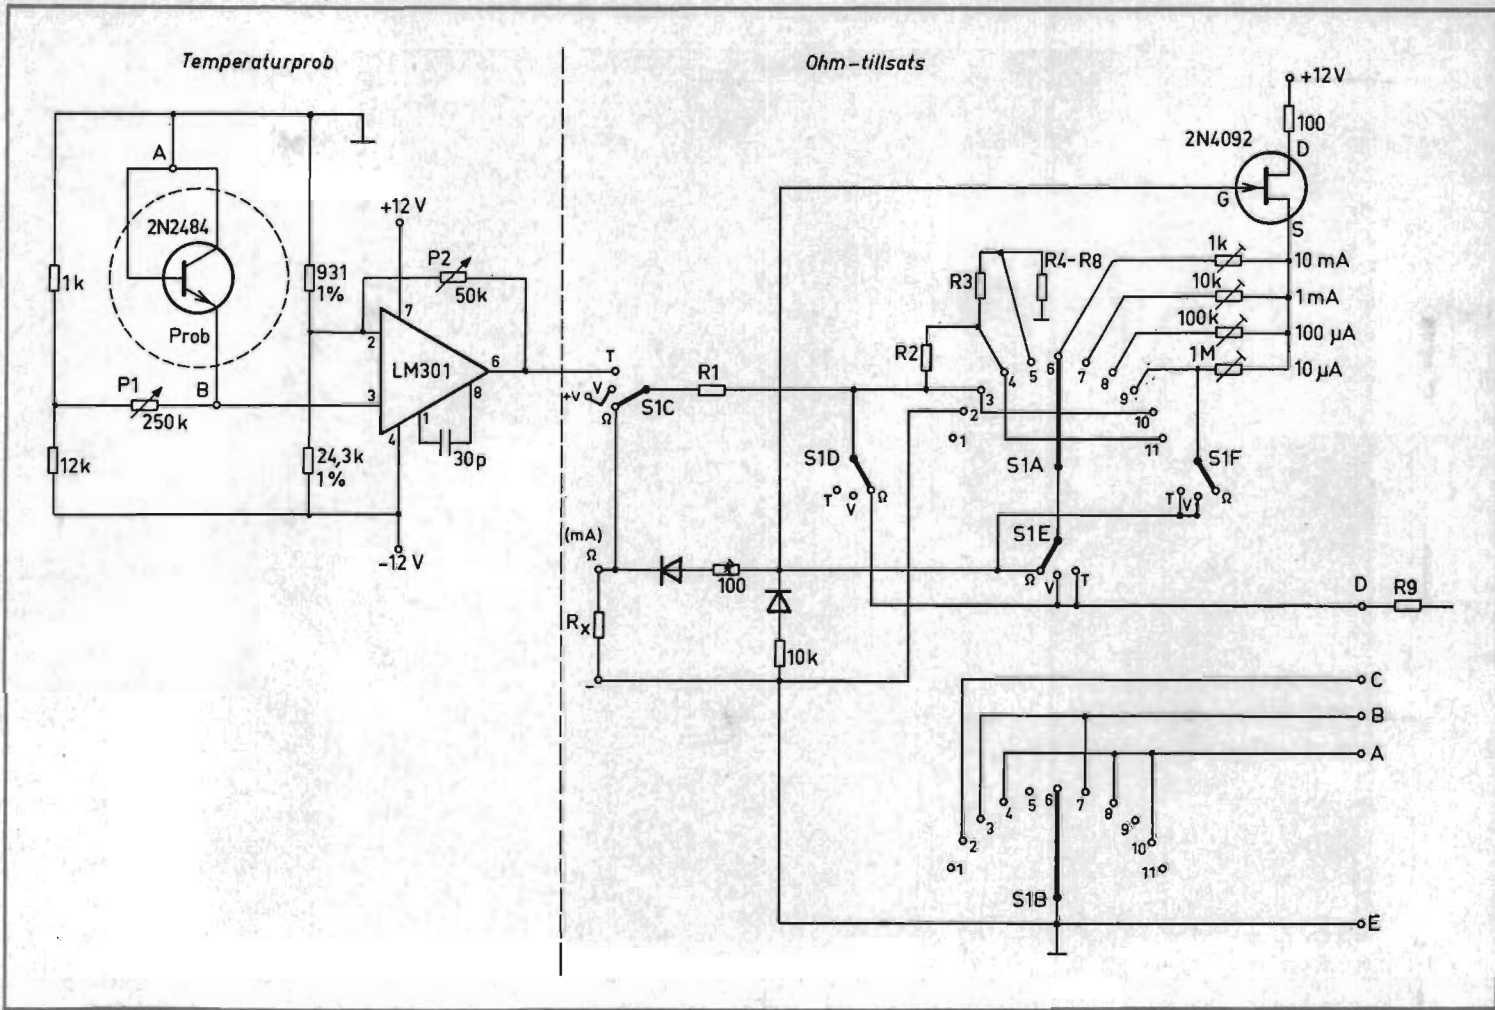 Temperaturprob
Ohm-tillsats
+12V
100
D
2N4092
G
S
A
2N2484
Prob
B
1k
P1
250k
12k
931
1%
24,3k
1%
+12 V
P2
50k
7
2
LM301
6
3
8
1
4
30p
-12 V
T
V
+V
Ω
S1C
R1
R2
R3
R4-R8
1k
10 mA
10k
1mA
100k
100 µA
1M
10 µA
1
2
3
4
5
6
7
8
9
10
11
S1A
S1D
T
V
Ω
S1F
T
V
Ω
S1E
Ω
V
T
(mA)
Ω
100
Rx
-
10k
D
R9
C
B
A
1
2
3
4
5
6
7
8
9
10
11
S1B
E